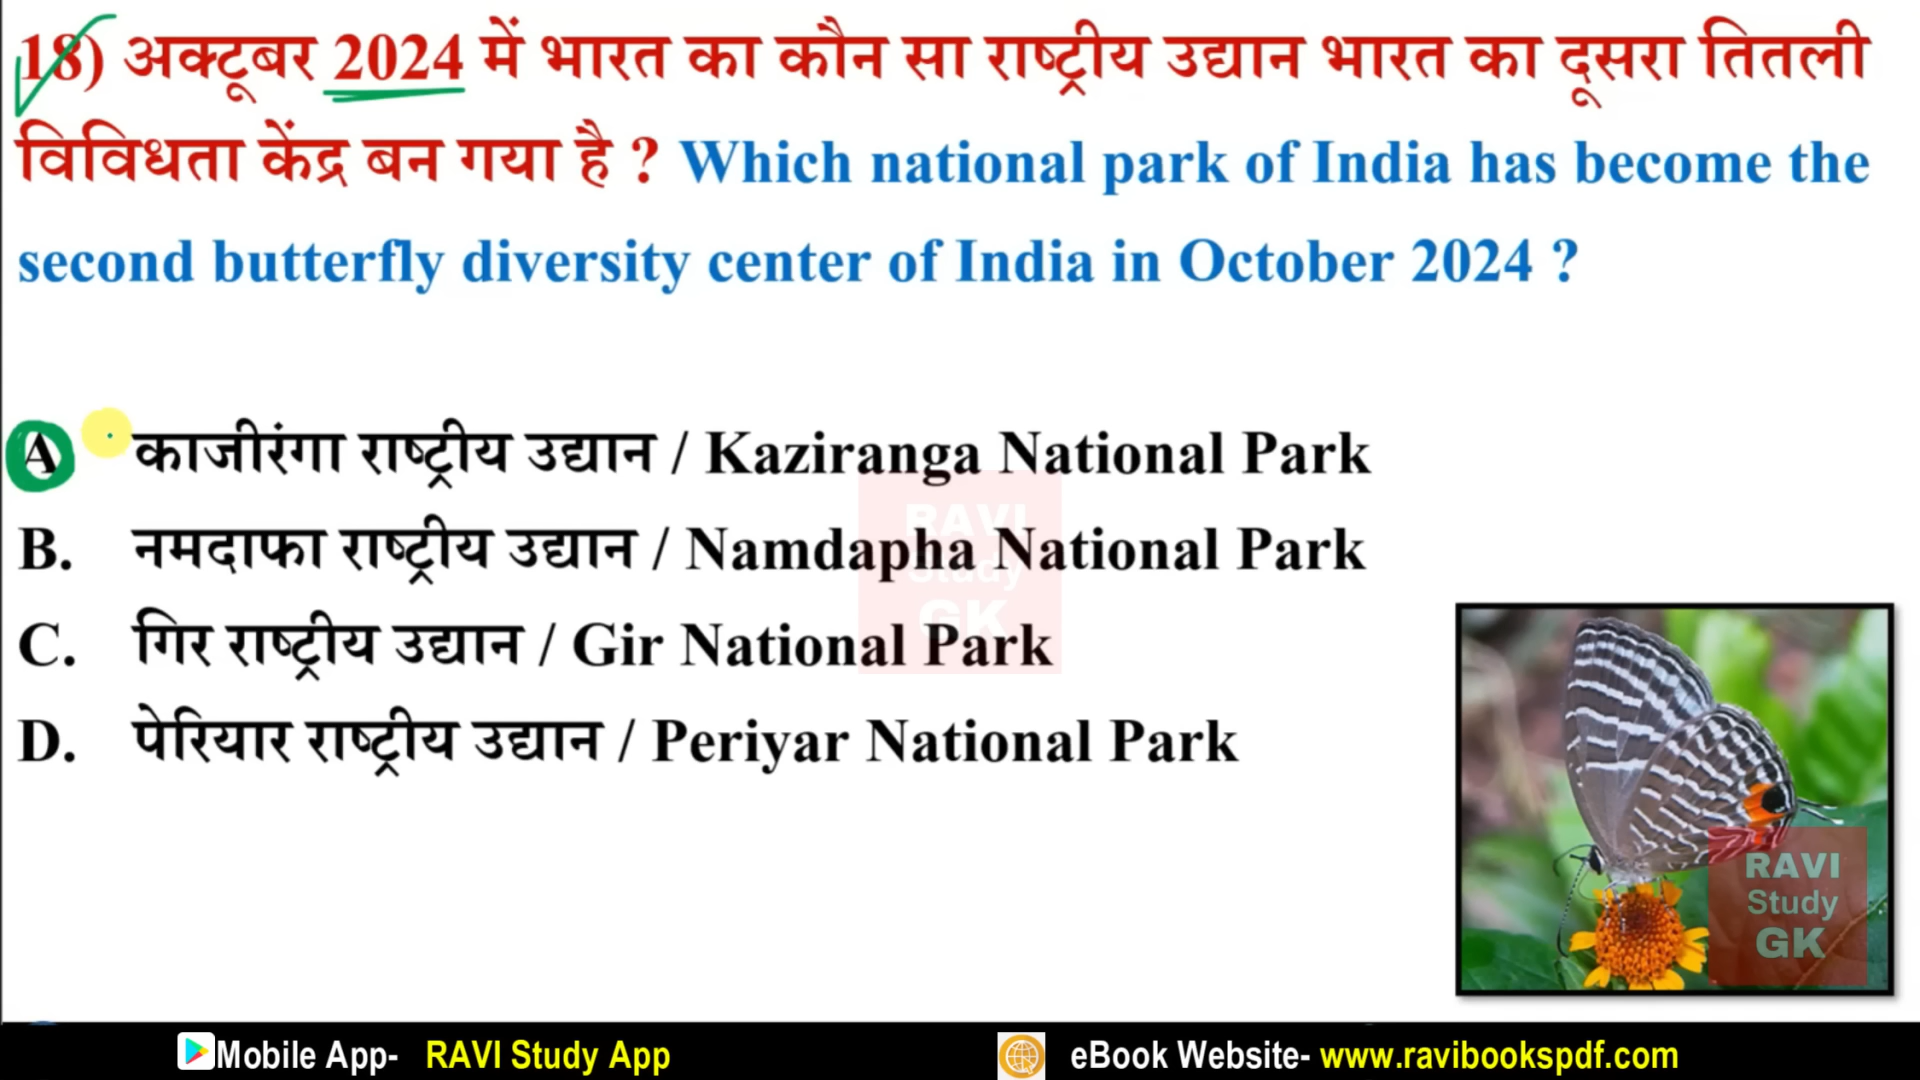 18) अक्टूबर 2024 में भारत का कौन सा राष्ट्रीय उद्यान भारत का दूसरा तितली
विविधता केंद्र बन गया है ? Which national park of India has become the
second butterfly diversity center of India in October 2024 ?
A काजीरंगा राष्ट्रीय उद्यान / Kaziranga National Park
B. नमदाफा राष्ट्रीय उद्यान / Namdapha National Park
C. गिर राष्ट्रीय उद्यान / Gir National Park
D. पेरियार राष्ट्रीय उद्यान / Periyar National Park
RAVI
Study
GK
RAVI
Study
GK
Mobile App- RAVI Study App eBook Website- www.ravibookspdf.com